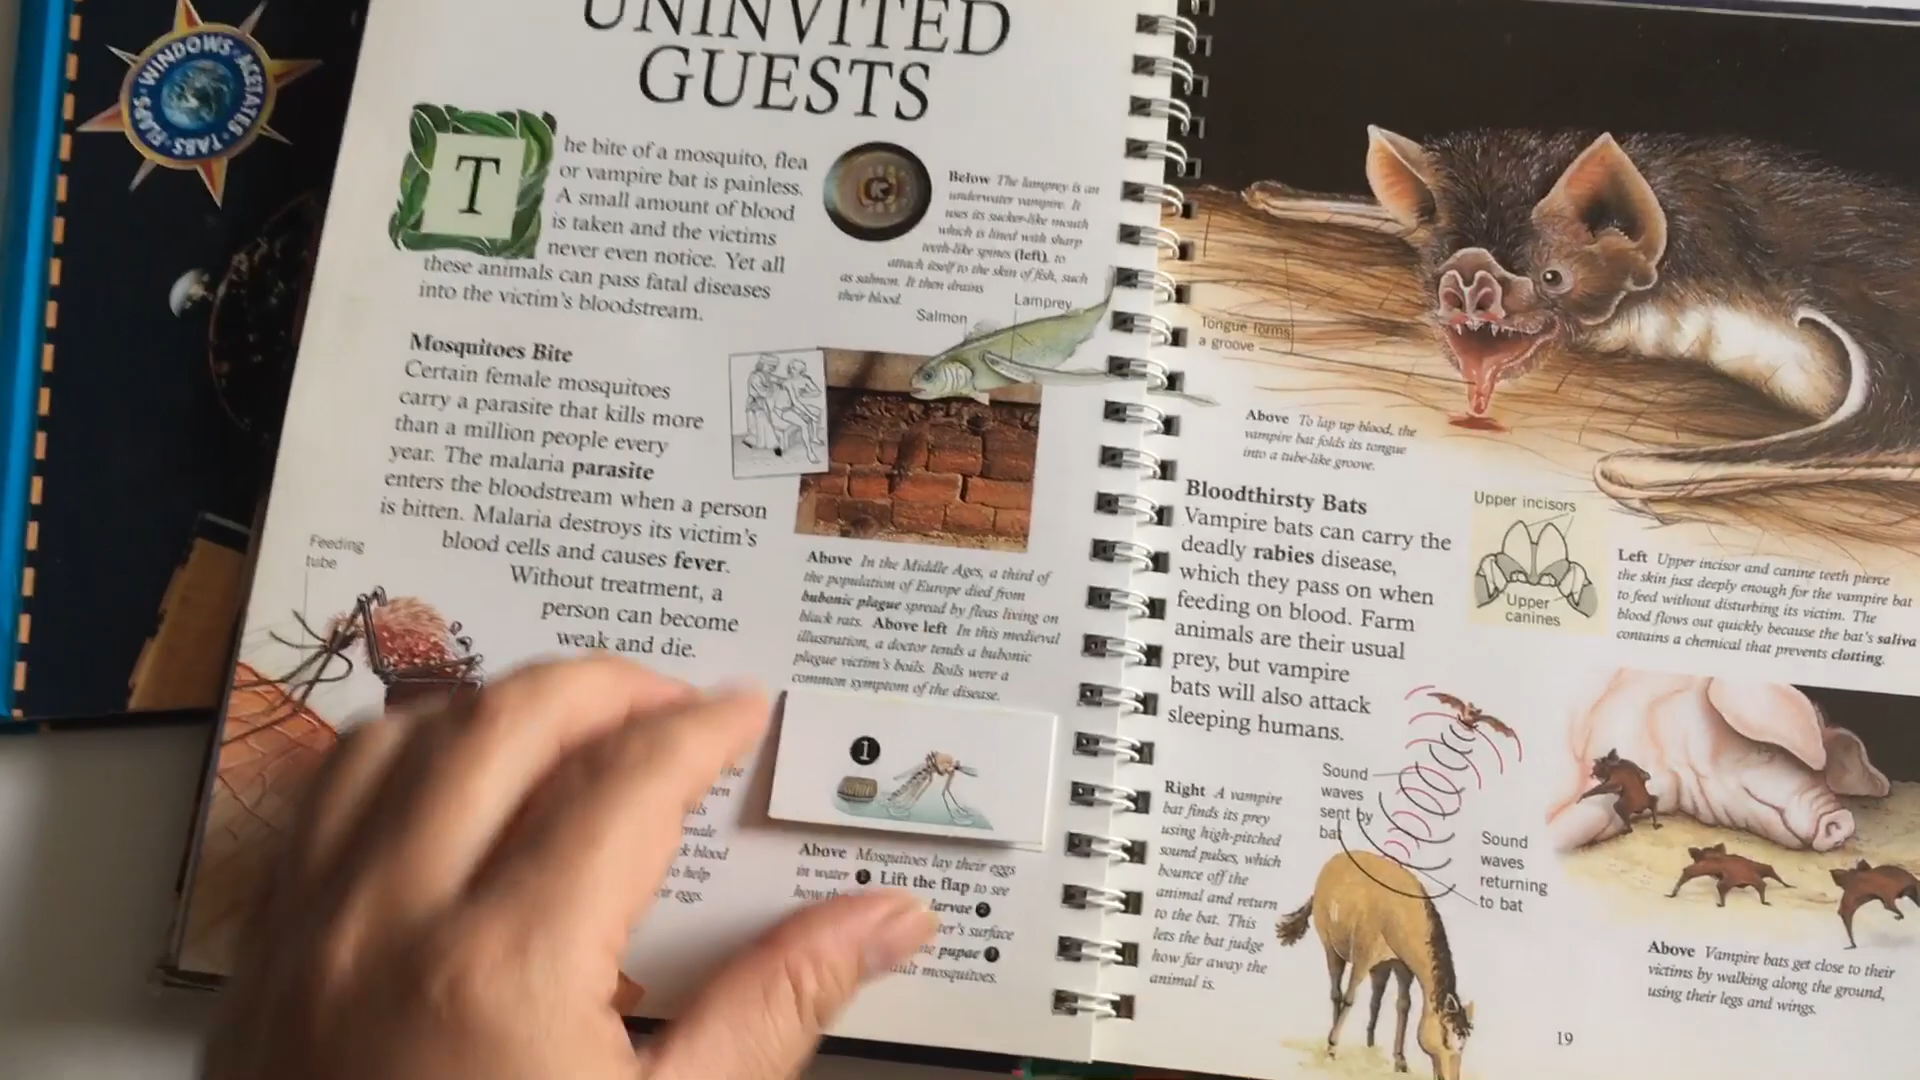 WINDOWS · ACETATES · TABS · FLAPS
UNINVITED
GUESTS
The bite of a mosquito, flea
or vampire bat is painless.
A small amount of blood
is taken and the victims
never even notice. Yet all
these animals can pass fatal diseases
into the victim's bloodstream.
Below The lamprey is an
underwater vampire. It
uses its sucker-like mouth
which is lined with sharp
teeth-like spines (left), to
attach itself to the skin of fish, such
as salmon. It then drains
their blood.
Salmon
Lamprey
Mosquitoes Bite
Certain female mosquitoes
carry a parasite that kills more
than a million people every
year. The malaria parasite
enters the bloodstream when a person
is bitten. Malaria destroys its victim's
blood cells and causes fever.
Without treatment, a
person can become
weak and die.
Feeding
tube
Above In the Middle Ages, a third of
the population of Europe died from
bubonic plague spread by fleas living on
black rats. Above left In this medieval
illustration, a doctor tends a bubonic
plague victim's boils. Boils were a
common symptom of the disease.
1
blood
to help
eggs.
Above Mosquitoes lay their eggs
in water 1 Lift the flap to see
larvae 2
surface
pupae 3
mosquitoes.
Tongue forms
a groove
Above To lap up blood, the
vampire bat folds its tongue
into a tube-like groove.
Bloodthirsty Bats
Vampire bats can carry the
deadly rabies disease,
which they pass on when
feeding on blood. Farm
animals are their usual
prey, but vampire
bats will also attack
sleeping humans.
Upper incisors
Upper
canines
Left Upper incisor and canine teeth pierce
the skin just deeply enough for the vampire bat
to feed without disturbing its victim. The
blood flows out quickly because the bat's saliva
contains a chemical that prevents clotting.
Right A vampire
bat finds its prey
using high-pitched
sound pulses, which
bounce off the
animal and return
to the bat. This
lets the bat judge
how far away the
animal is.
Sound
waves
sent by
bat
Sound
waves
returning
to bat
Above Vampire bats get close to their
victims by walking along the ground,
using their legs and wings.
19